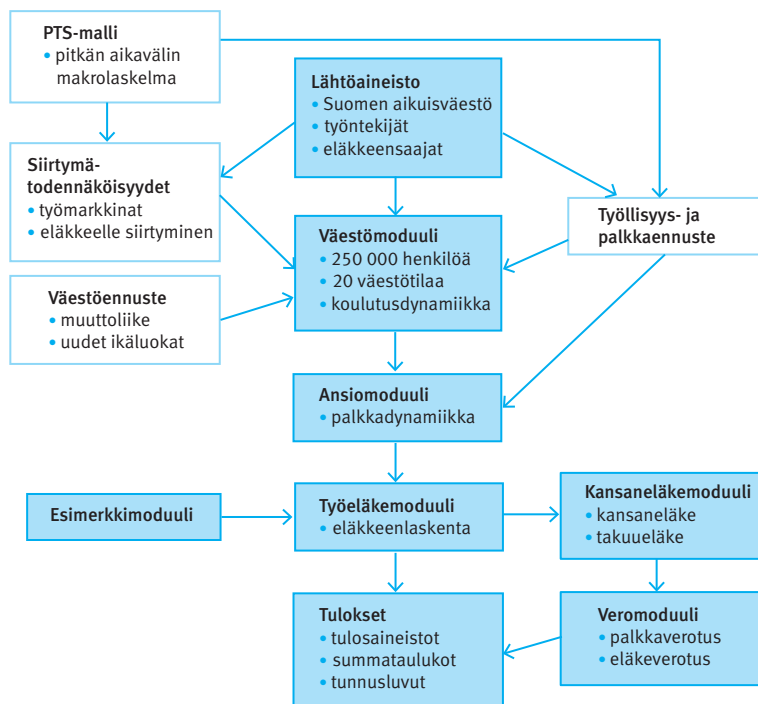 PTS-malli
• pitkän aikavälin
makrolaskelma
Lähtöaineisto
• Suomen aikuisväestö
• työntekijät
• eläkkeensaajat
Siirtymä-
todennäköisyydet
• työmarkkinat
• eläkkeelle siirtyminen
Työllisyys- ja
palkkaennuste
Väestömoduuli
• 250 000 henkilöä
• 20 väestötilaa
• koulutusdynamiikka
Väestöennuste
• muuttoliike
• uudet ikäluokat
Ansiomoduuli
• palkkadynamiikka
Esimerkkimoduuli
Työeläkemoduuli
• eläkkeenlaskenta
Kansaneläkemoduuli
• kansaneläke
• takuueläke
Tulokset
• tulosaineistot
• summataulukot
• tunnusluvut
Veromoduuli
• palkkaverotus
• eläkeverotus